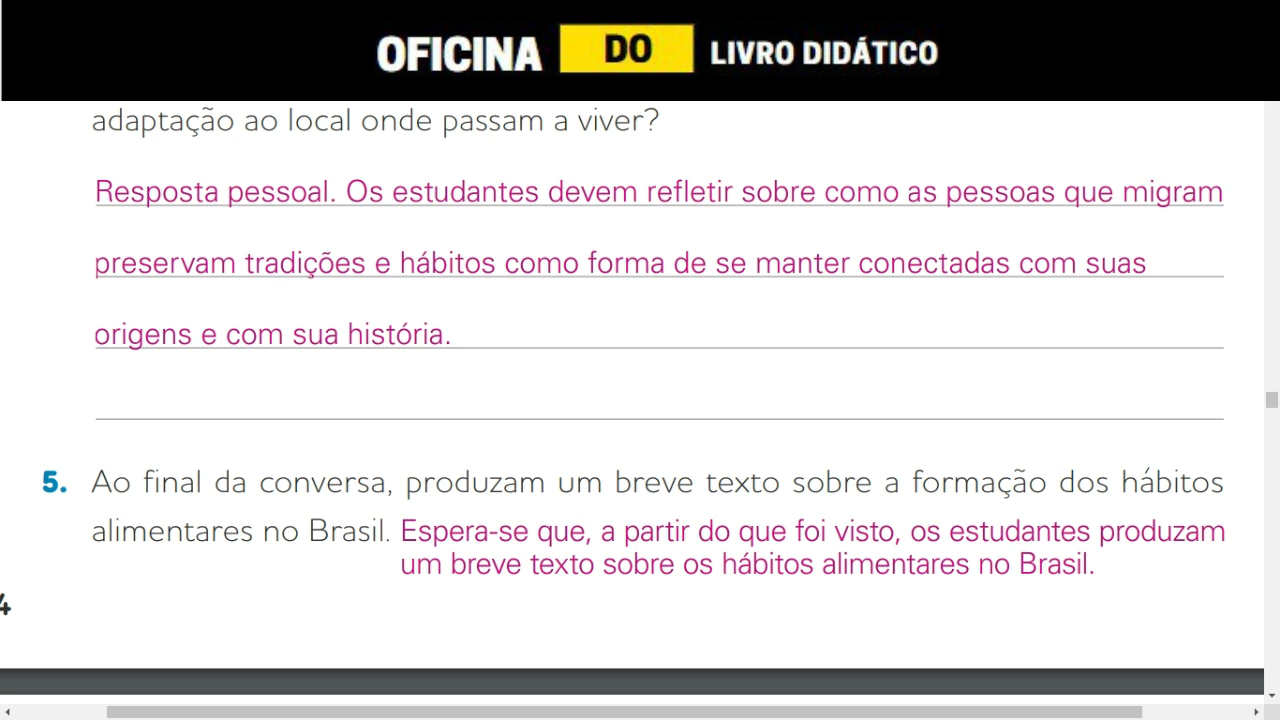 OFICINA DO LIVRO DIDÁTICO
adaptação ao local onde passam a viver?
Resposta pessoal. Os estudantes devem refletir sobre como as pessoas que migram
preservam tradições e hábitos como forma de se manter conectadas com suas
origens e com sua história.
5. Ao final da conversa, produzam um breve texto sobre a formação dos hábitos
alimentares no Brasil. Espera-se que, a partir do que foi visto, os estudantes produzam
um breve texto sobre os hábitos alimentares no Brasil.
4